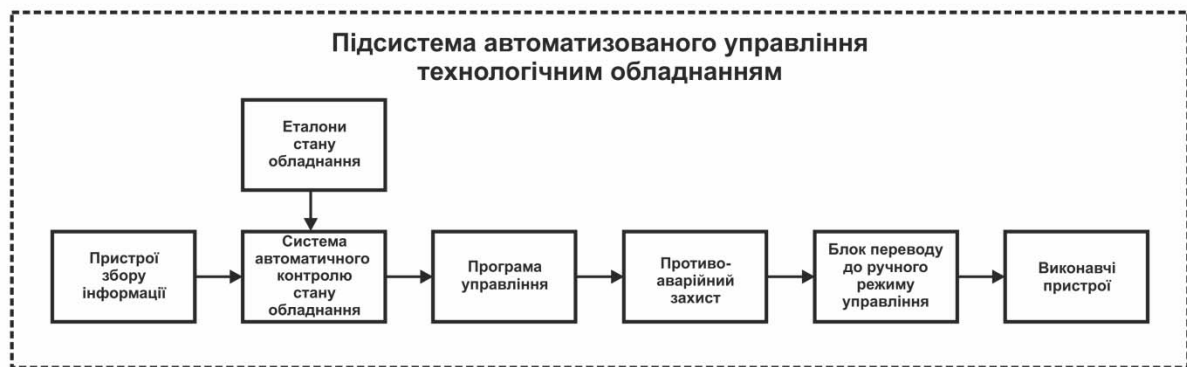 Підсистема автоматизованого управління
технологічним обладнанням
Еталони
стану
обладнання
Пристрої
збору
інформації
Система
автоматичного
контролю
стану
обладнання
Програма
управління
Противо-
аварійний
захист
Блок переводу
до ручного
режиму
управління
Виконавчі
пристрої